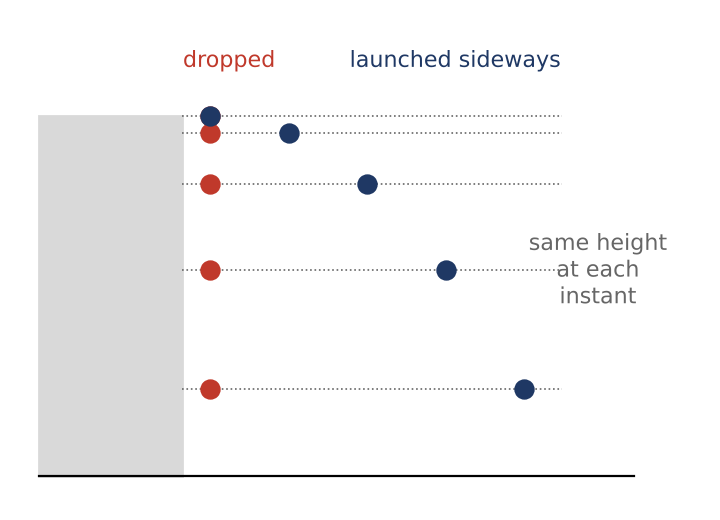 dropped
launched sideways
same height
at each
instant